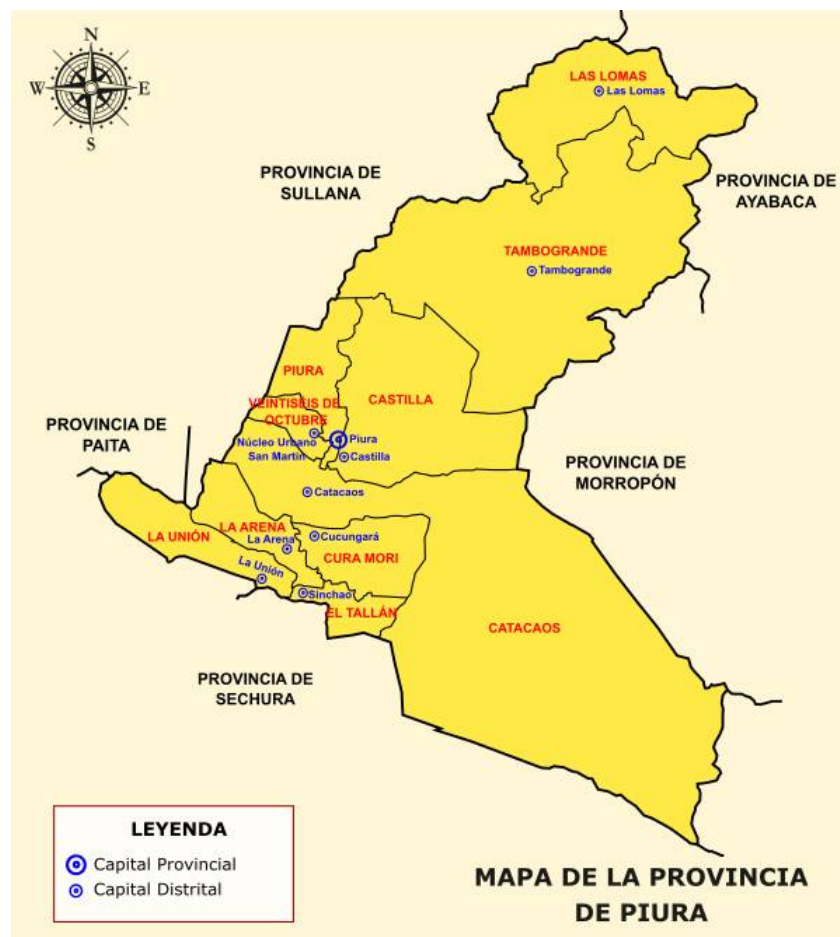 N
W
E
S
LAS LOMAS
Las Lomas
PROVINCIA DE
SULLANA
PROVINCIA DE
AYABACA
TAMBOGRANDE
Tambogrande
PIURA
CASTILLA
VEINTISEIS DE
OCTUBRE
PROVINCIA DE
PAITA
Núcleo Urbano
San Martín
Piura
Castilla
PROVINCIA DE
MORROPÓN
Catacaos
LA UNIÓN
LA ARENA
La Arena
Cucungará
CURA MORI
La Unión
Sinchao
EL TALLÁN
CATACAOS
PROVINCIA DE
SECHURA
LEYENDA
Capital Provincial
Capital Distrital
MAPA DE LA PROVINCIA
DE PIURA